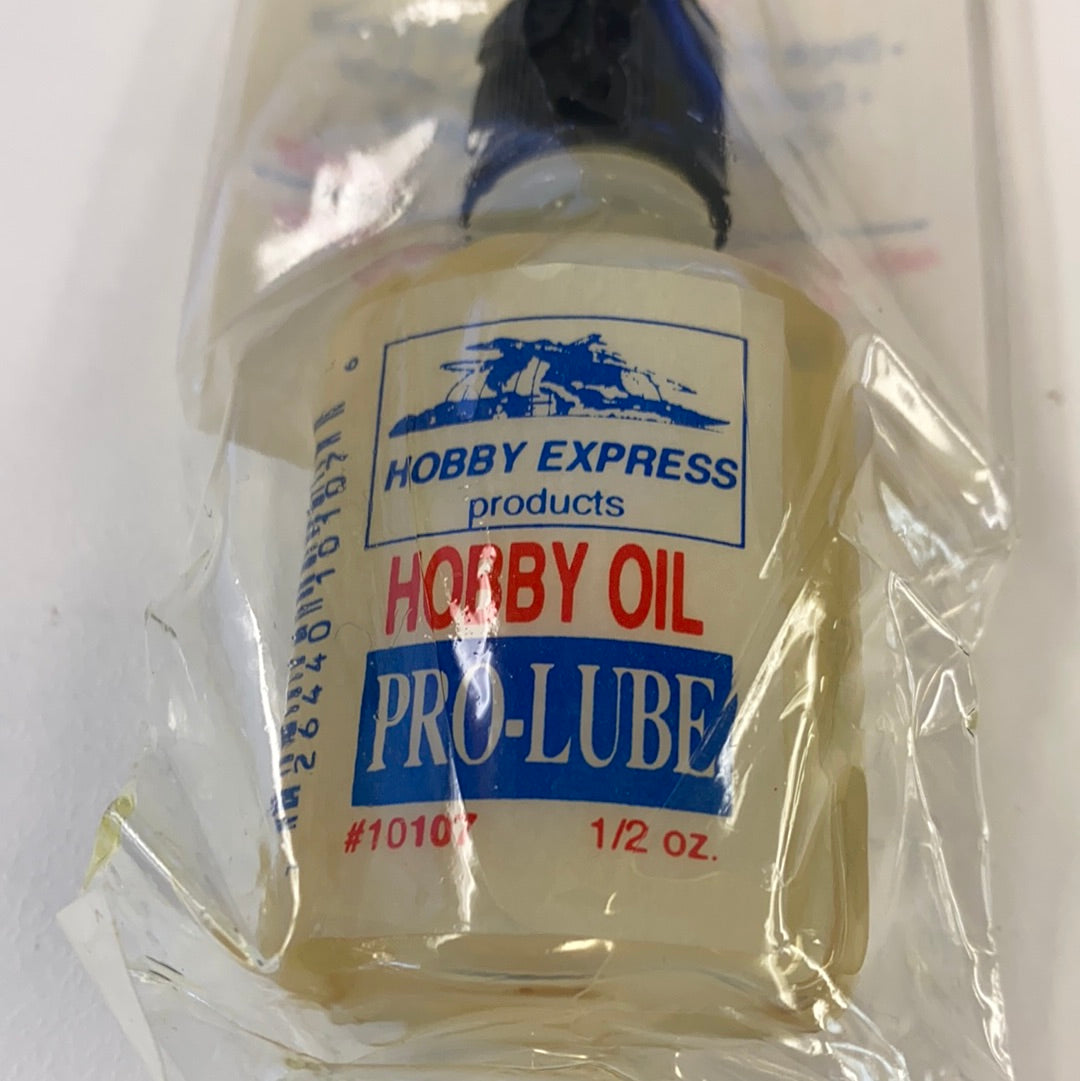 HOBBY EXPRESS
products
HOBBY OIL
PRO-LUBE
#10107
1/2 oz.